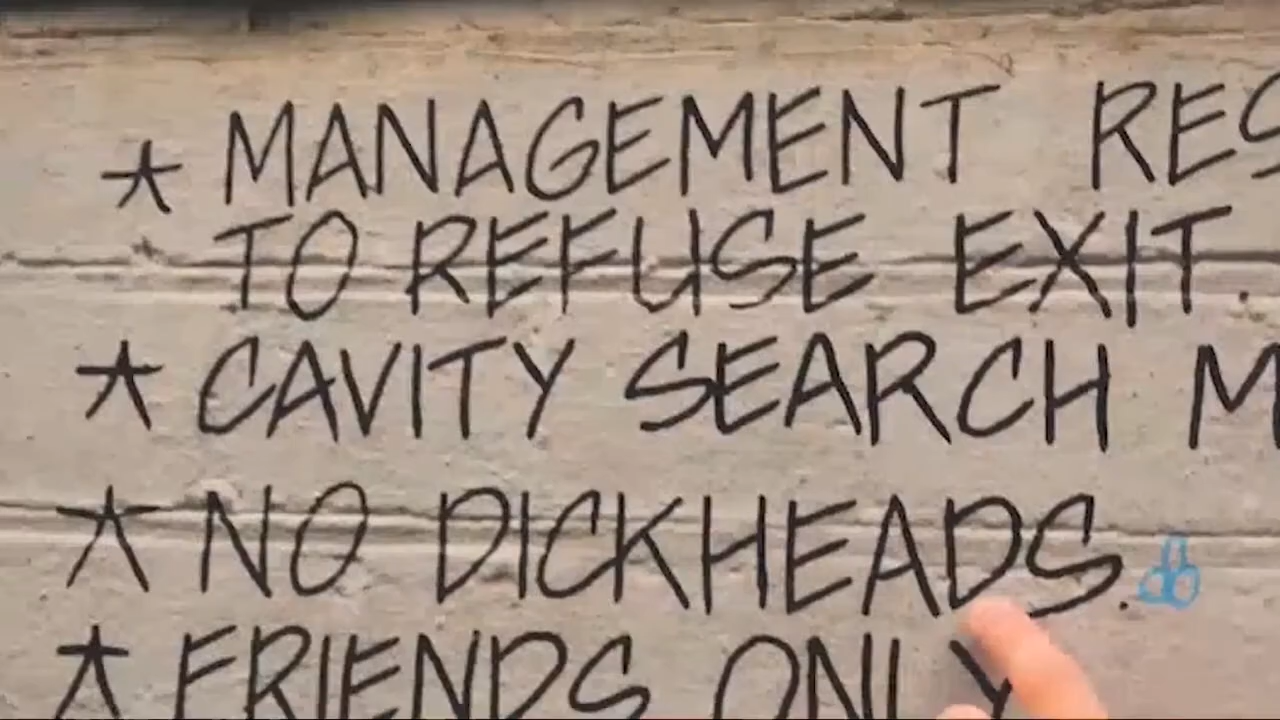 * MANAGEMENT RES
TO REFUSE EXIT.
* CAVITY SEARCH M
* NO DICKHEADS.
* FRIENDS ONLY